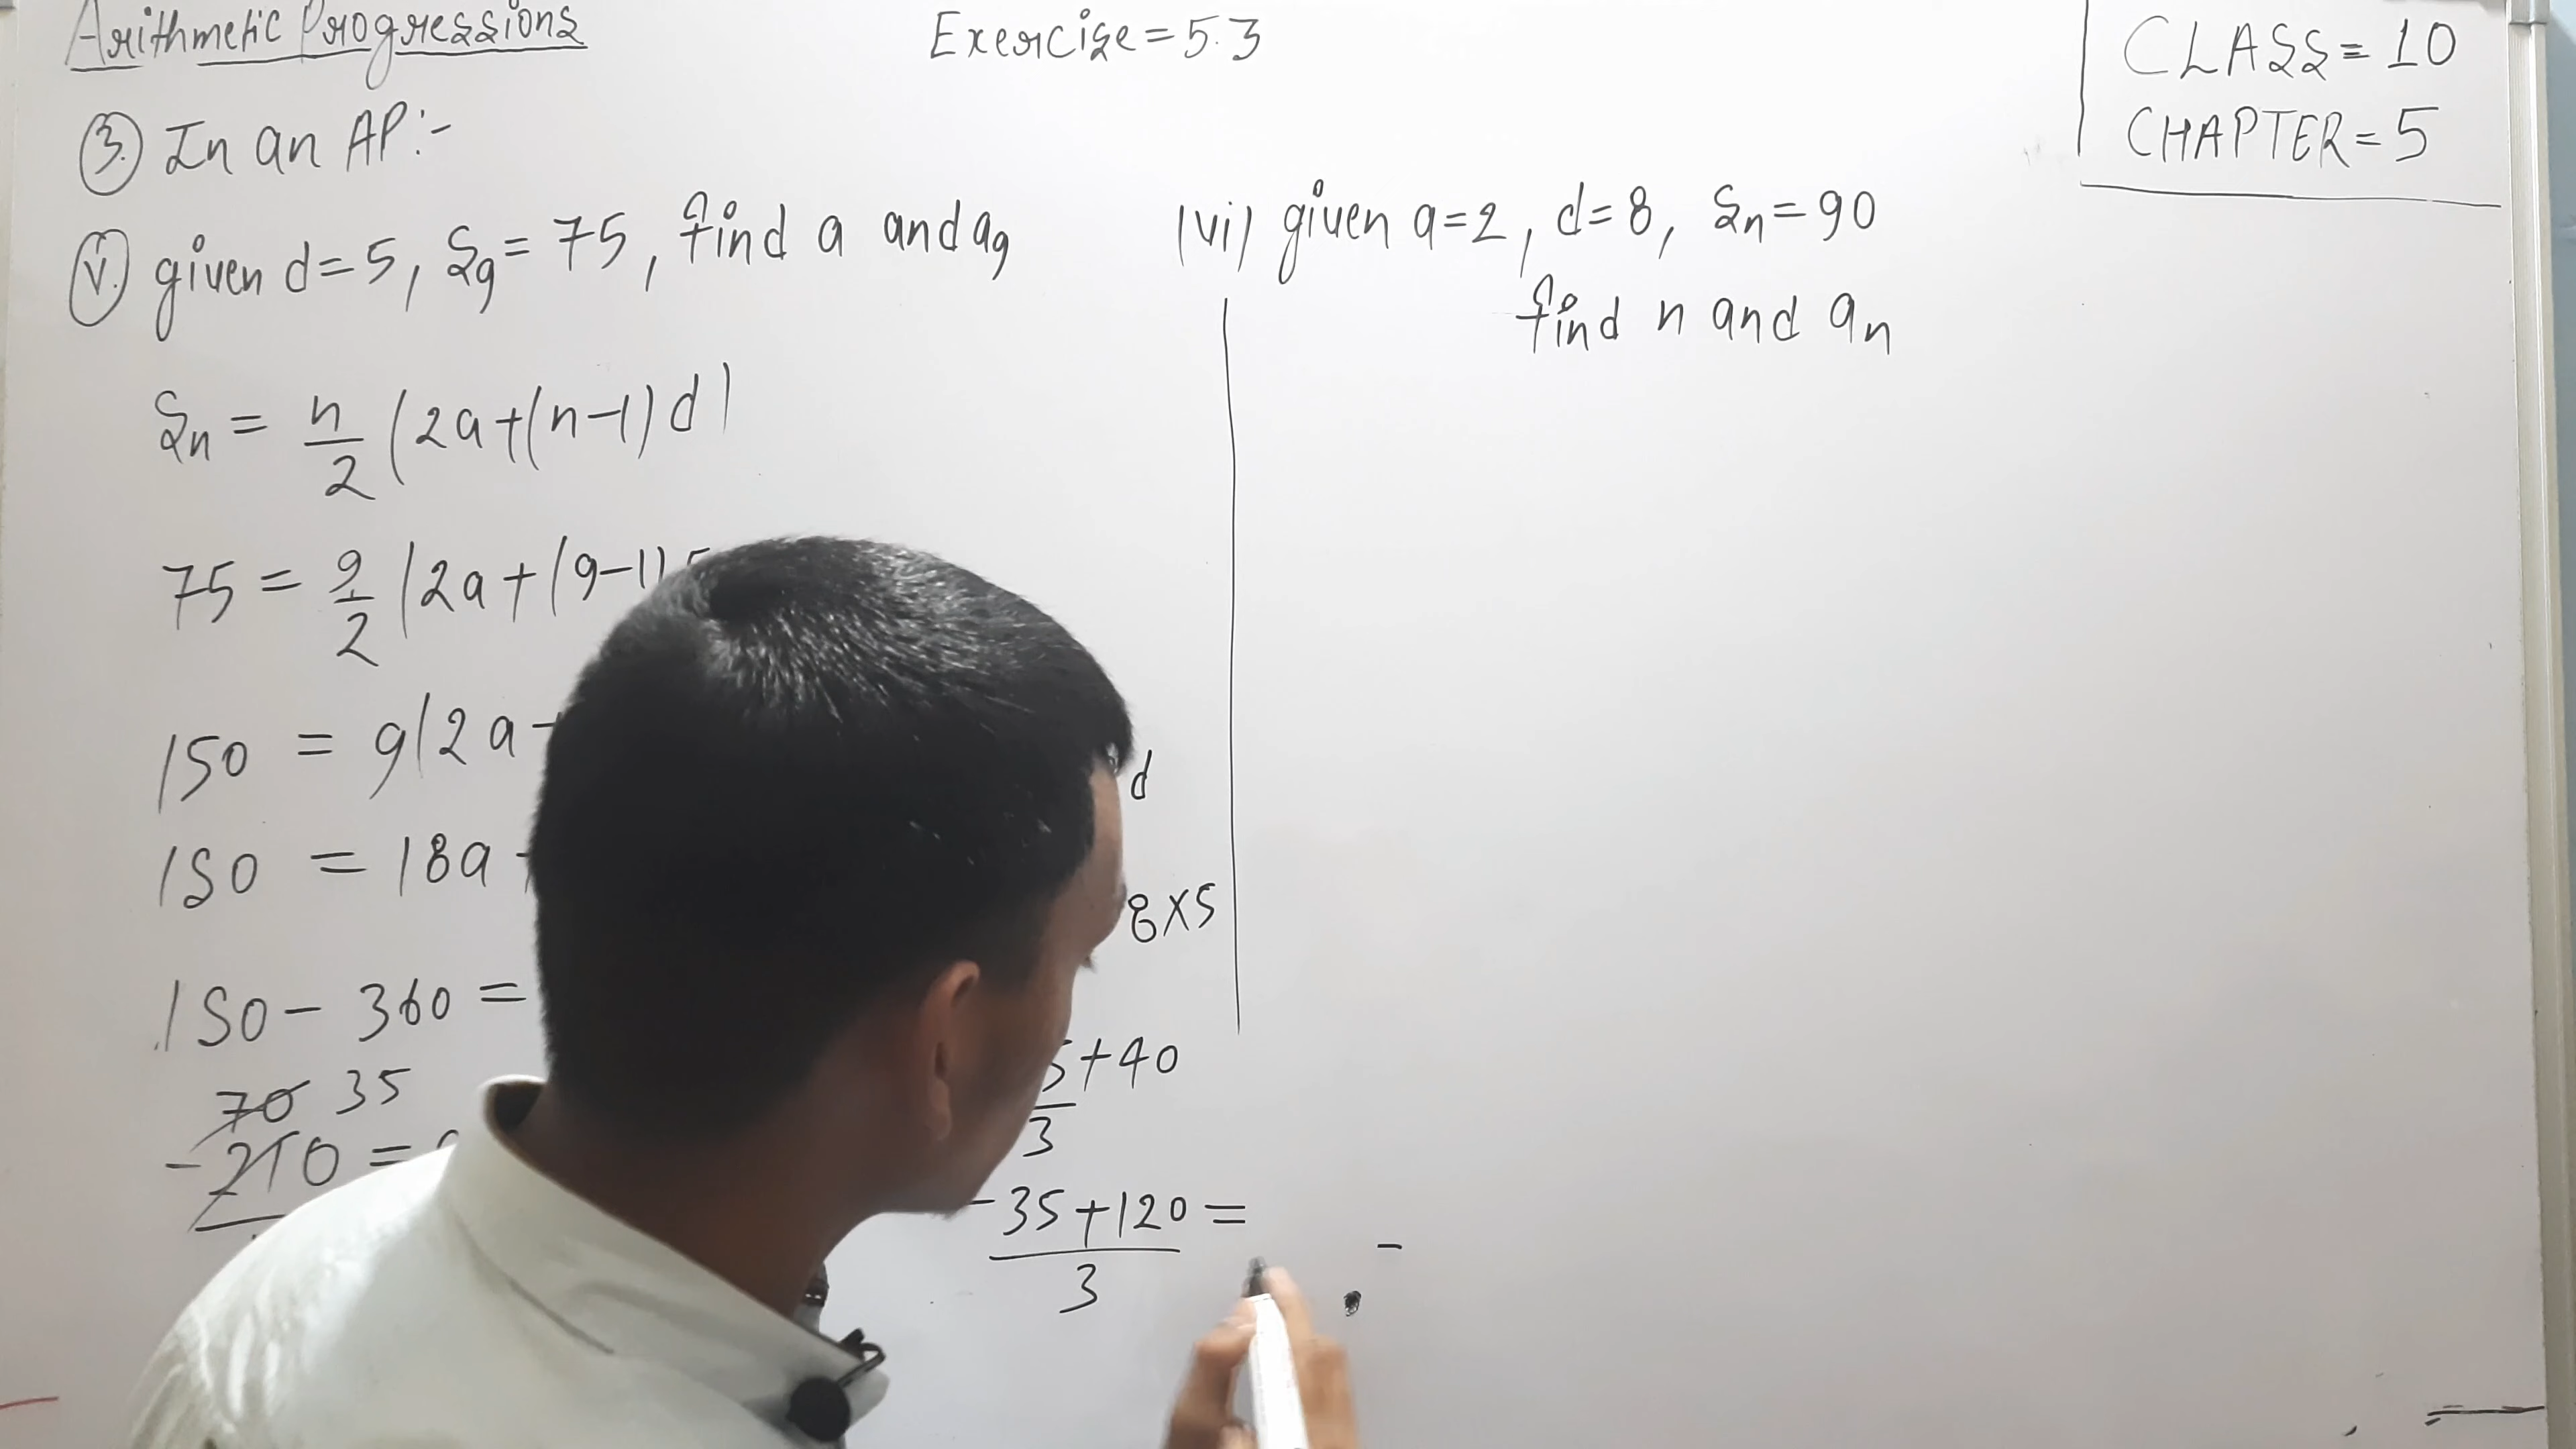 Arithmetic Progressions
Exercise = 5.3
CLASS = 10
CHAPTER = 5
3. In an AP:-
v. given d=5, S9 = 75, find a and a9
Sn = n/2 (2a+(n-1)d)
75 = 9/2 (2a+(9-1)
150 = 9(2a+
150 = 18a
150 - 360 =
70 35
-210 =
d
8×5
+40
3
-35+120 =
3
(vi) given a=2, d=8, Sn=90
find n and an